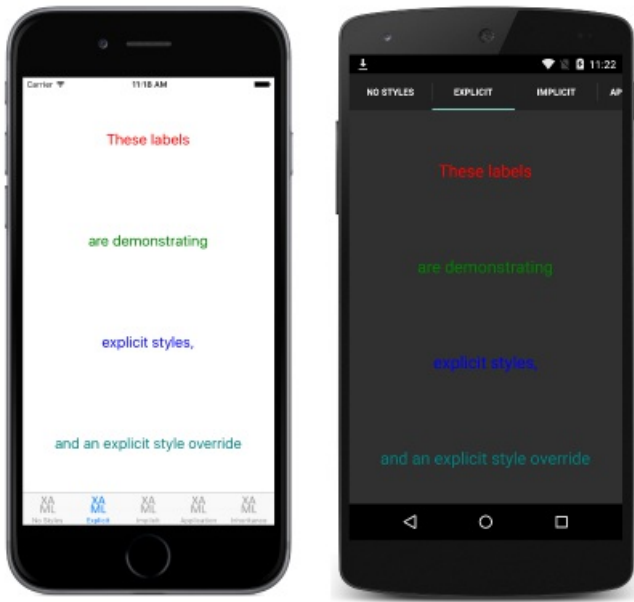 Carrier 11:18 AM
These labels
are demonstrating
explicit styles,
and an explicit style override
XA
ML
XA
ML
XA
ML
XA
ML
XA
ML
No Styles Explicit Implicit Application Inheritance
11:22
NO STYLES EXPLICIT IMPLICIT AP
These labels
are demonstrating
explicit styles,
and an explicit style override